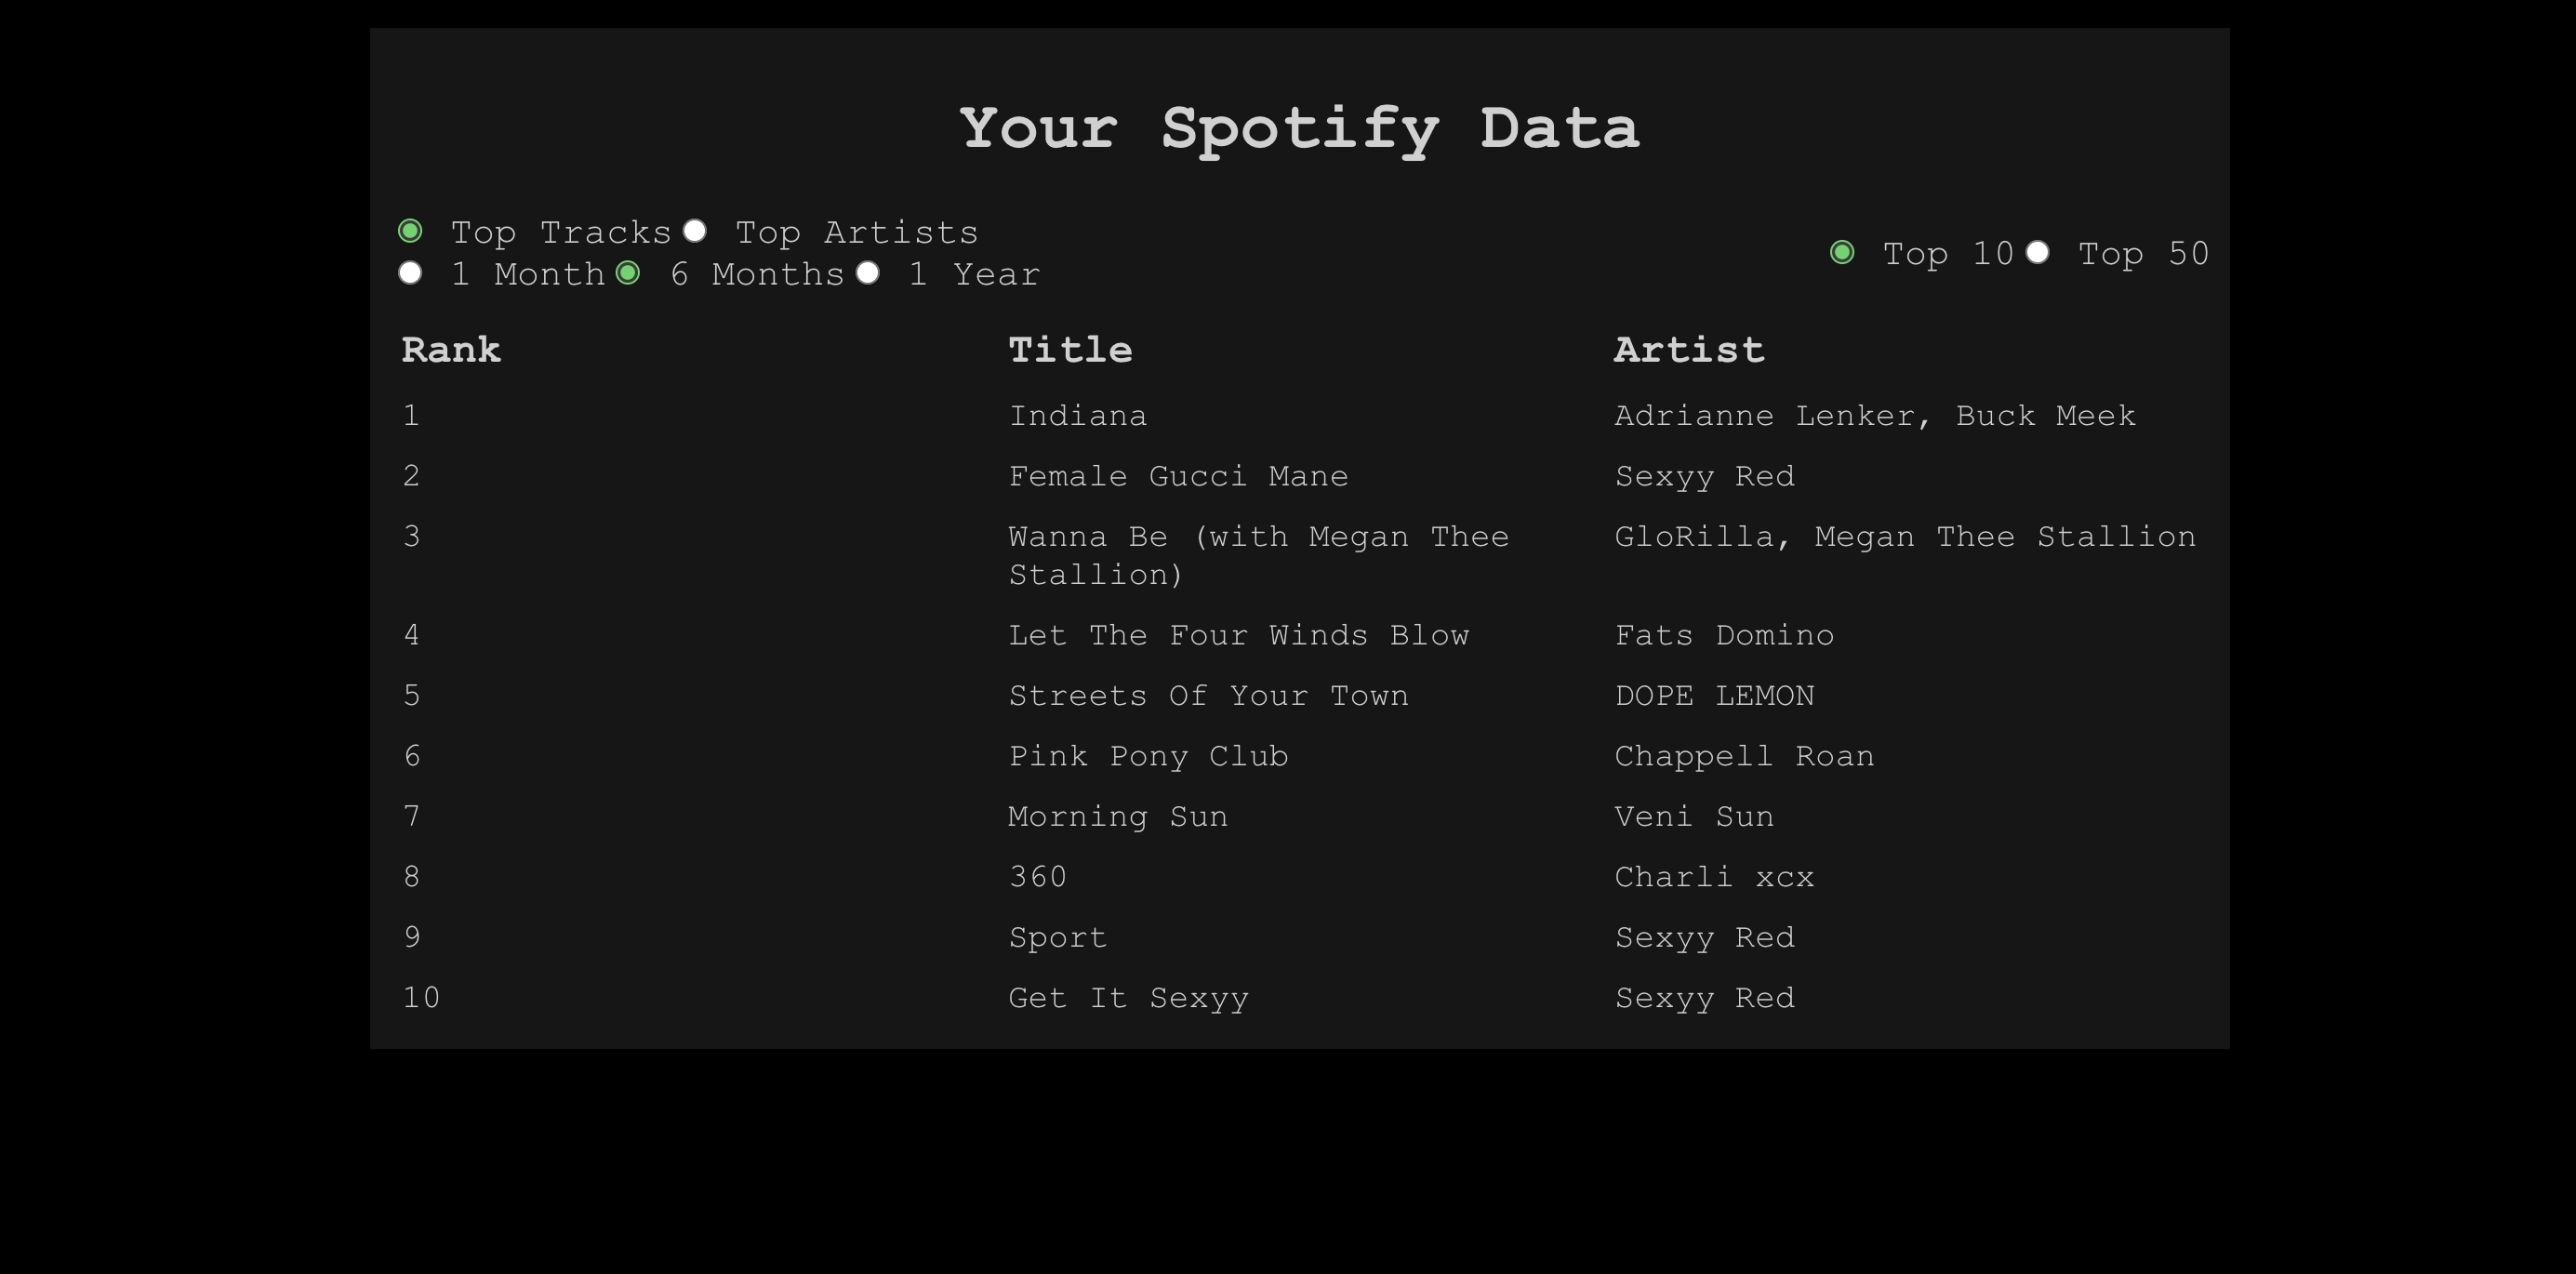 Your Spotify Data
Top Tracks Top Artists
1 Month 6 Months 1 Year
Top 10 Top 50
Rank Title Artist
1 Indiana Adrianne Lenker, Buck Meek
2 Female Gucci Mane Sexyy Red
3 Wanna Be (with Megan Thee GloRilla, Megan Thee Stallion
Stallion)
4 Let The Four Winds Blow Fats Domino
5 Streets Of Your Town DOPE LEMON
6 Pink Pony Club Chappell Roan
7 Morning Sun Veni Sun
8 360 Charli xcx
9 Sport Sexyy Red
10 Get It Sexyy Sexyy Red